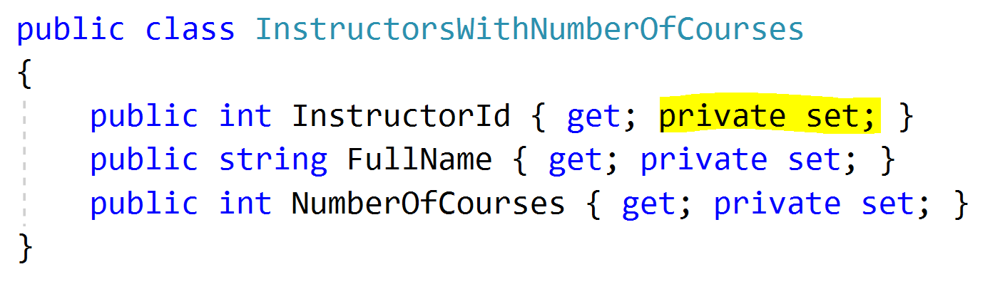 public class InstructorsWithNumberOfCourses
{
public int InstructorId { get; private set; }
public string FullName { get; private set; }
public int NumberOfCourses { get; private set; }
}